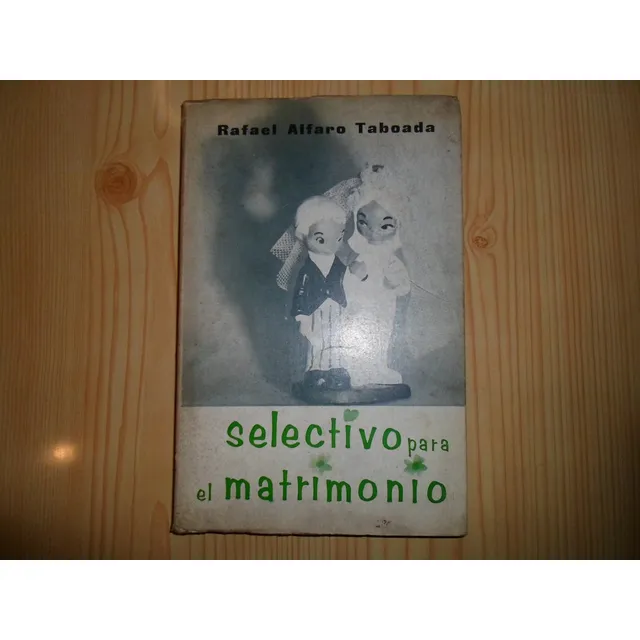 Rafael Alfaro Taboada
selectivo para
el matrimonio